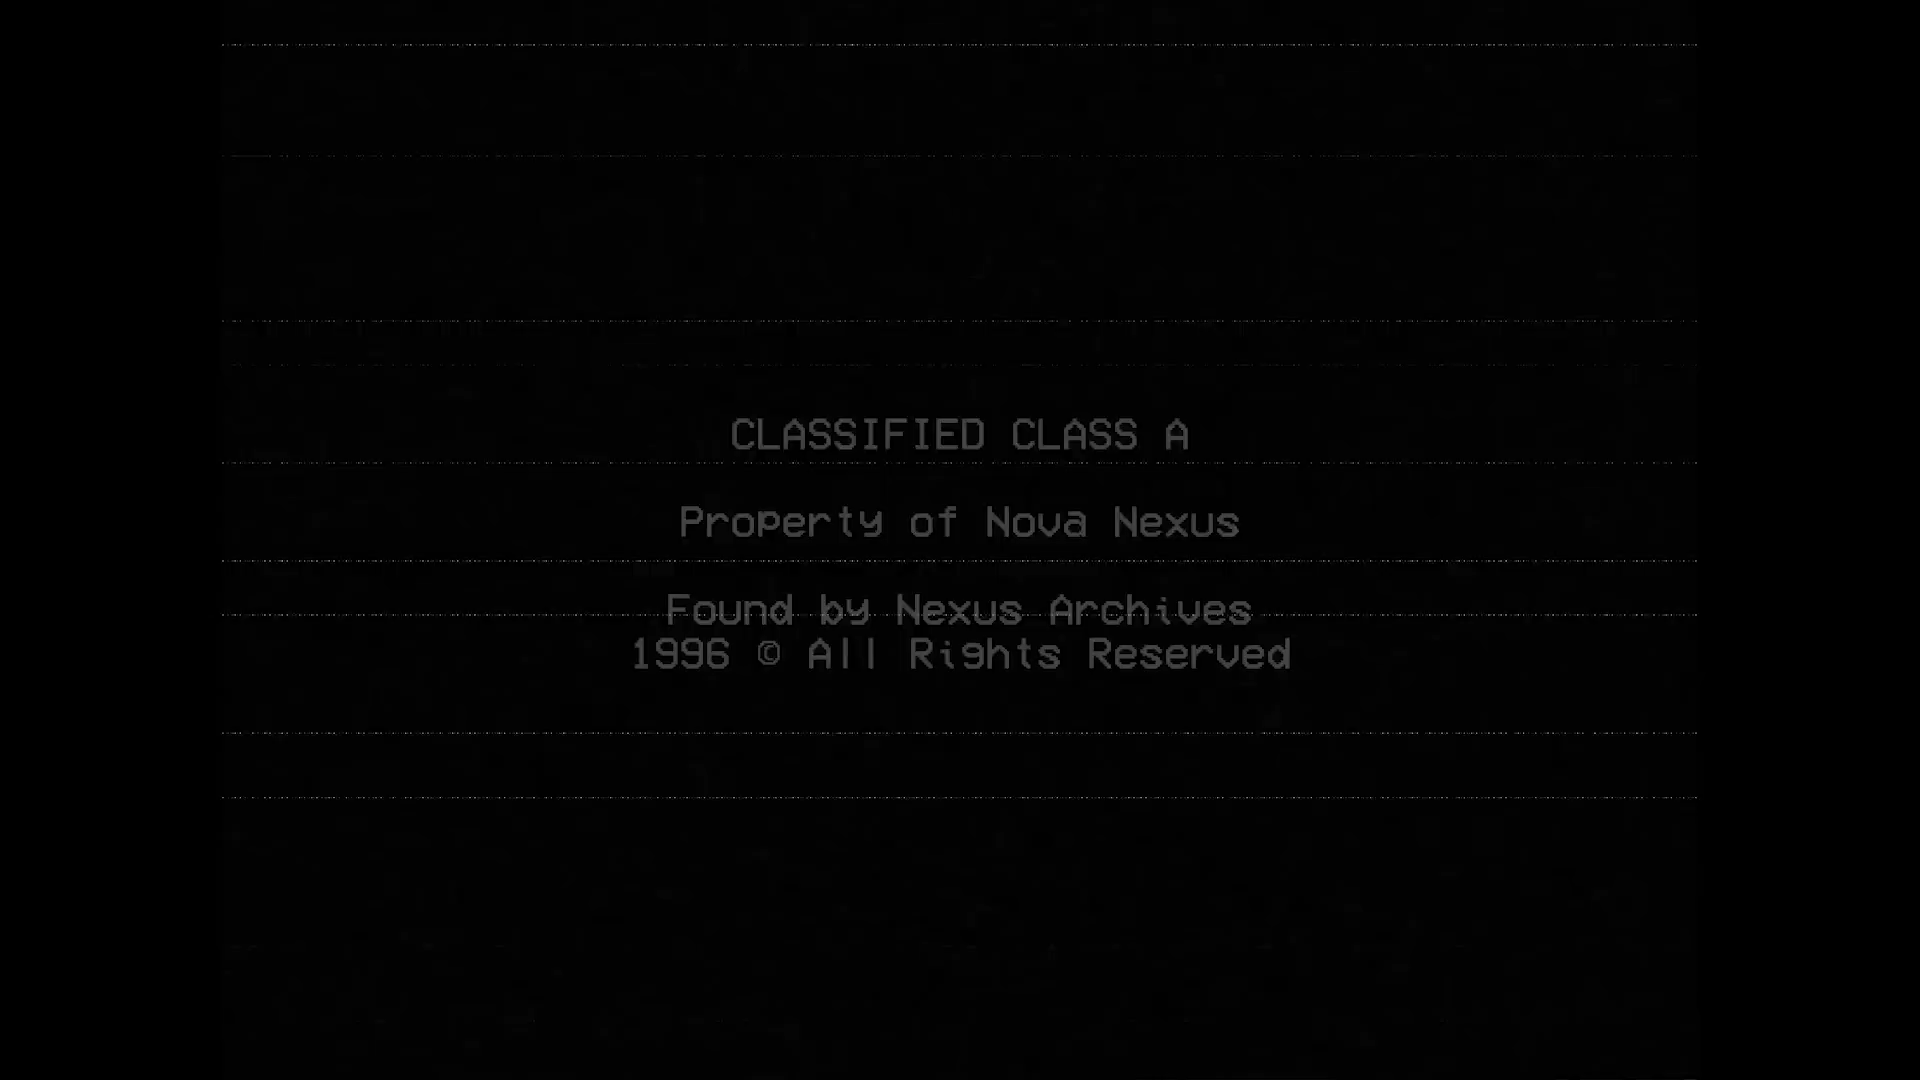 CLASSIFIED CLASS A
Property of Nova Nexus
Found by Nexus Archives
1996 © All Rights Reserved